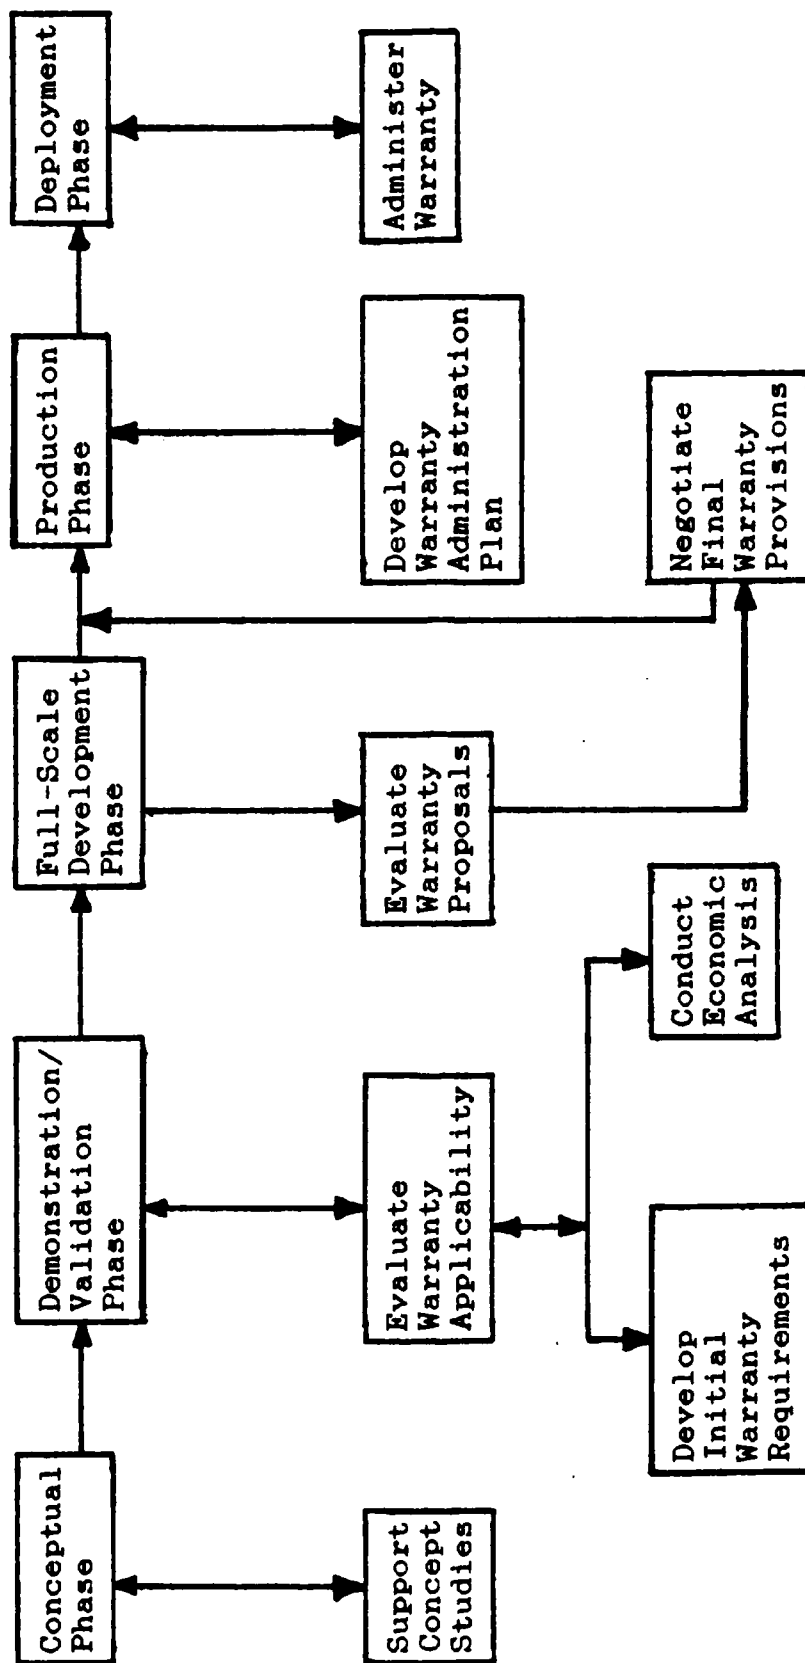 Conceptual
Phase
Demonstration/
Validation
Phase
Full-Scale
Development
Phase
Production
Phase
Deployment
Phase
Support
Concept
Studies
Evaluate
Warranty
Applicability
Evaluate
Warranty
Proposals
Develop
Warranty
Administration
Plan
Administer
Warranty
Develop
Initial
Warranty
Requirements
Conduct
Economic
Analysis
Negotiate
Final
Warranty
Provisions